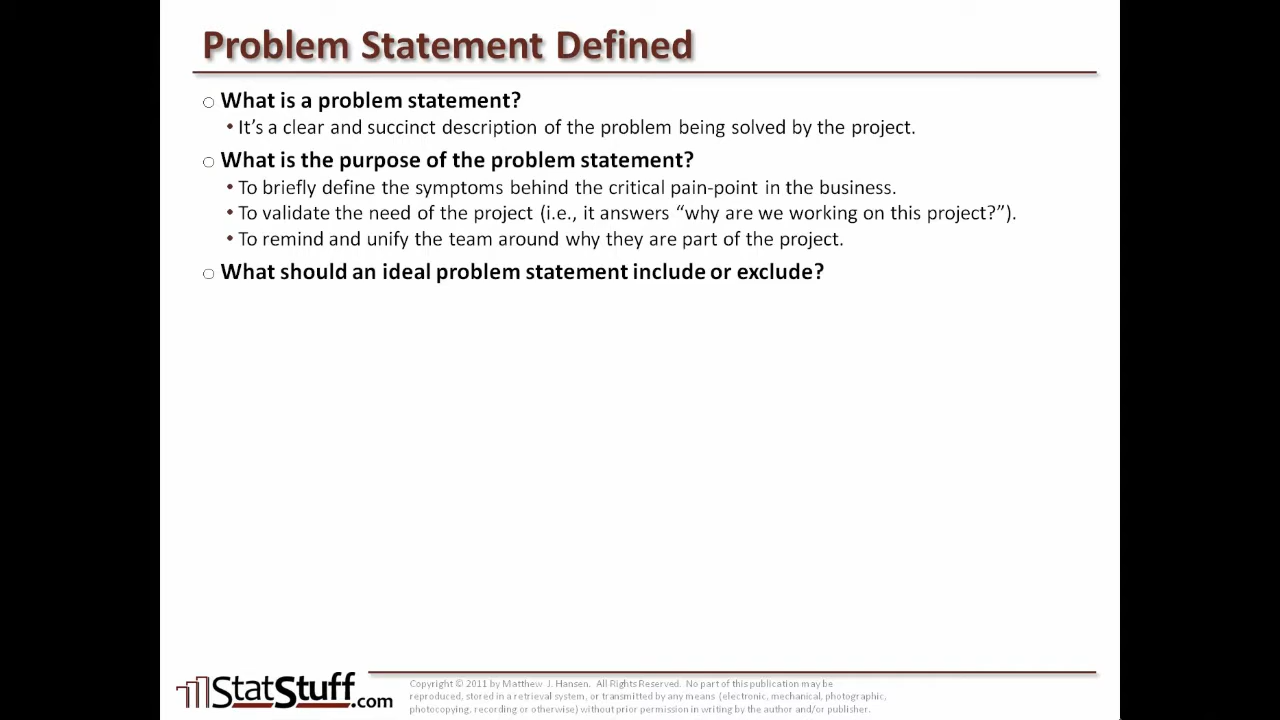 Problem Statement Defined
○ What is a problem statement?
• It’s a clear and succinct description of the problem being solved by the project.
○ What is the purpose of the problem statement?
• To briefly define the symptoms behind the critical pain-point in the business.
• To validate the need of the project (i.e., it answers “why are we working on this project?”).
• To remind and unify the team around why they are part of the project.
○ What should an ideal problem statement include or exclude?
StatStuff.com
Copyright © 2011 by Matthew J. Hansen. All Rights Reserved. No part of this publication may be
reproduced, stored in a retrieval system, or transmitted by any means (electronic, mechanical, photographic,
photocopying, recording or otherwise) without prior permission in writing by the author and/or publisher.